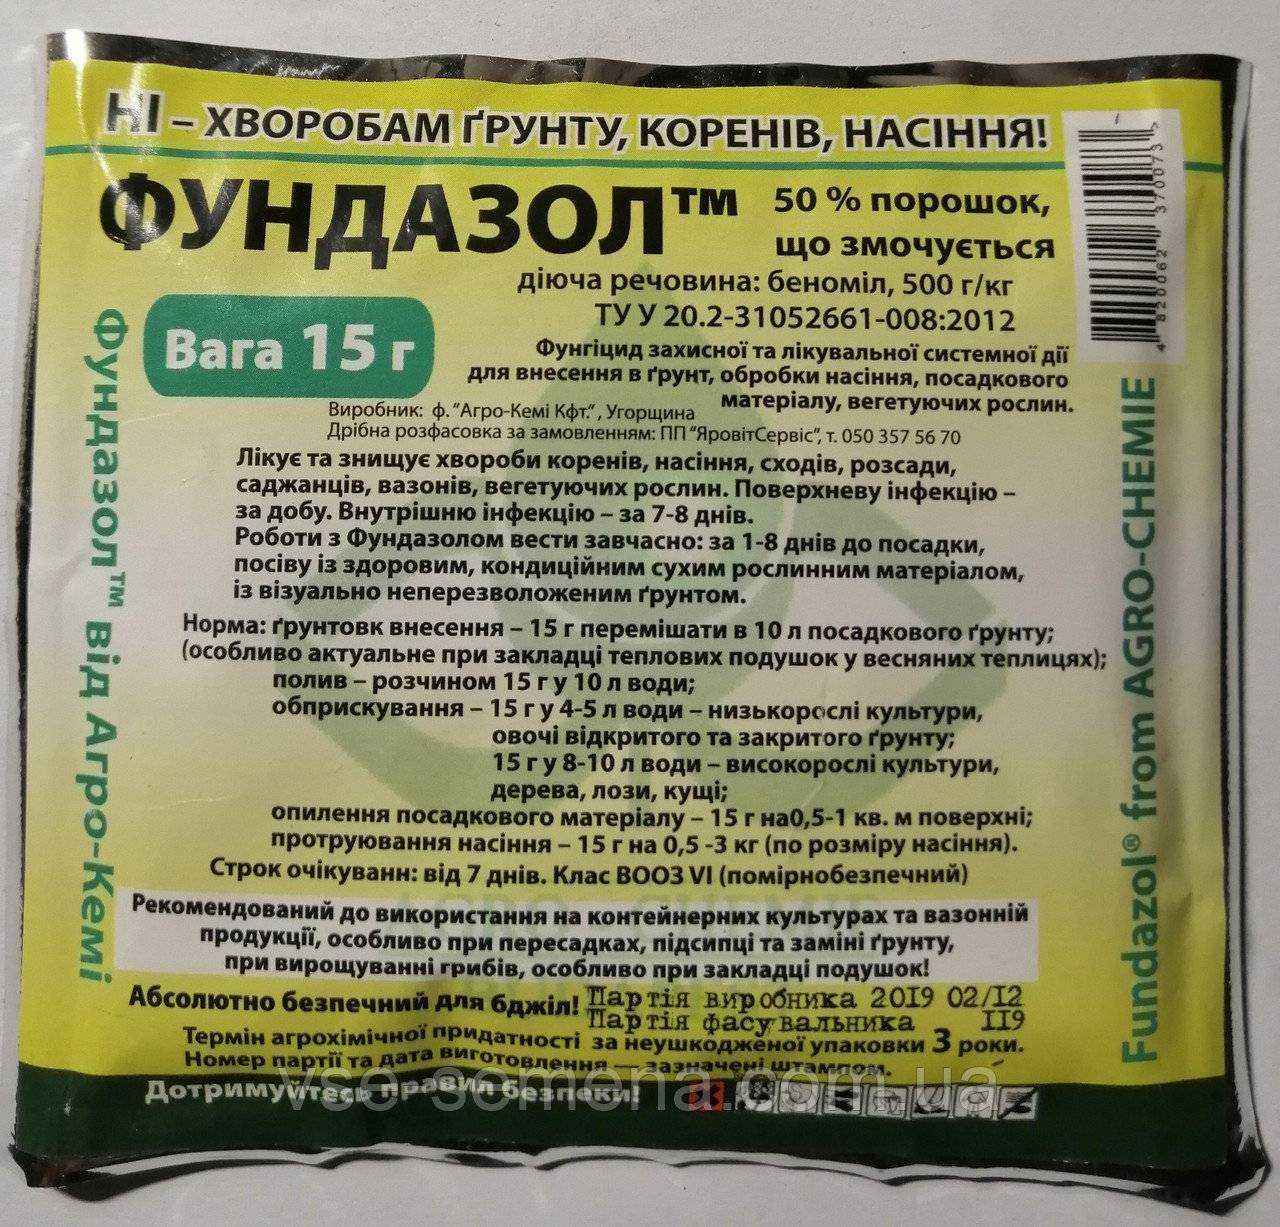 НІ – ХВОРОБАМ ҐРУНТУ, КОРЕНІВ, НАСІННЯ!
ФУНДАЗОЛ™
50 % порошок,
що змочується
діюча речовина: беноміл, 500 г/кг
ТУ У 20.2-31052661-008:2012
Вага 15 г
Фунгіцид захисної та лікувальної системної дії
для внесення в ґрунт, обробки насіння, посадкового
матеріалу, вегетуючих рослин.
Виробник: ф. "Агро-Кемі Кфт.", Угорщина
Дрібна розфасовка за замовленням: ПП "ЯровітСервіс", т. 050 357 56 70
Лікує та знищує хвороби коренів, насіння, сходів, розсади,
саджанців, вазонів, вегетуючих рослин. Поверхневу інфекцію –
за добу. Внутрішню інфекцію – за 7-8 днів.
Роботи з Фундазолом вести завчасно: за 1-8 днів до посадки,
посіву із здоровим, кондиційним сухим рослинним матеріалом,
із візуально неперезволоженим ґрунтом.
Норма: ґрунтовк внесення – 15 г перемішати в 10 л посадкового ґрунту;
(особливо актуальне при закладці теплових подушок у весняних теплицях);
полив – розчином 15 г у 10 л води;
обприскування – 15 г у 4-5 л води – низькорослі культури,
овочі відкритого та закритого ґрунту;
15 г у 8-10 л води – високорослі культури,
дерева, лози, кущі;
опилення посадкового матеріалу – 15 г на0,5-1 кв. м поверхні;
протруювання насіння – 15 г на 0,5 -3 кг (по розміру насіння).
Строк очікуванн: від 7 днів. Клас ВООЗ VI (помірнобезпечний)
Рекомендований до використання на контейнерних культурах та вазонній
продукції, особливо при пересадках, підсипці та заміні ґрунту,
при вирощуванні грибів, особливо при закладці подушок!
Абсолютно безпечний для бджіл!
Партія виробника 2019 02/12
Партія фасувальника 119
Термін агрохімічної придатності за неушкодженої упаковки 3 роки.
Номер партії та дата виготовлення — зазначені штампом.
Дотримуйтесь правил безпеки!
vse-semena.com.ua
Фундазол™ від Агро-Кемі
Fundazol® from AGRO-CHEMIE
4 820062 370073